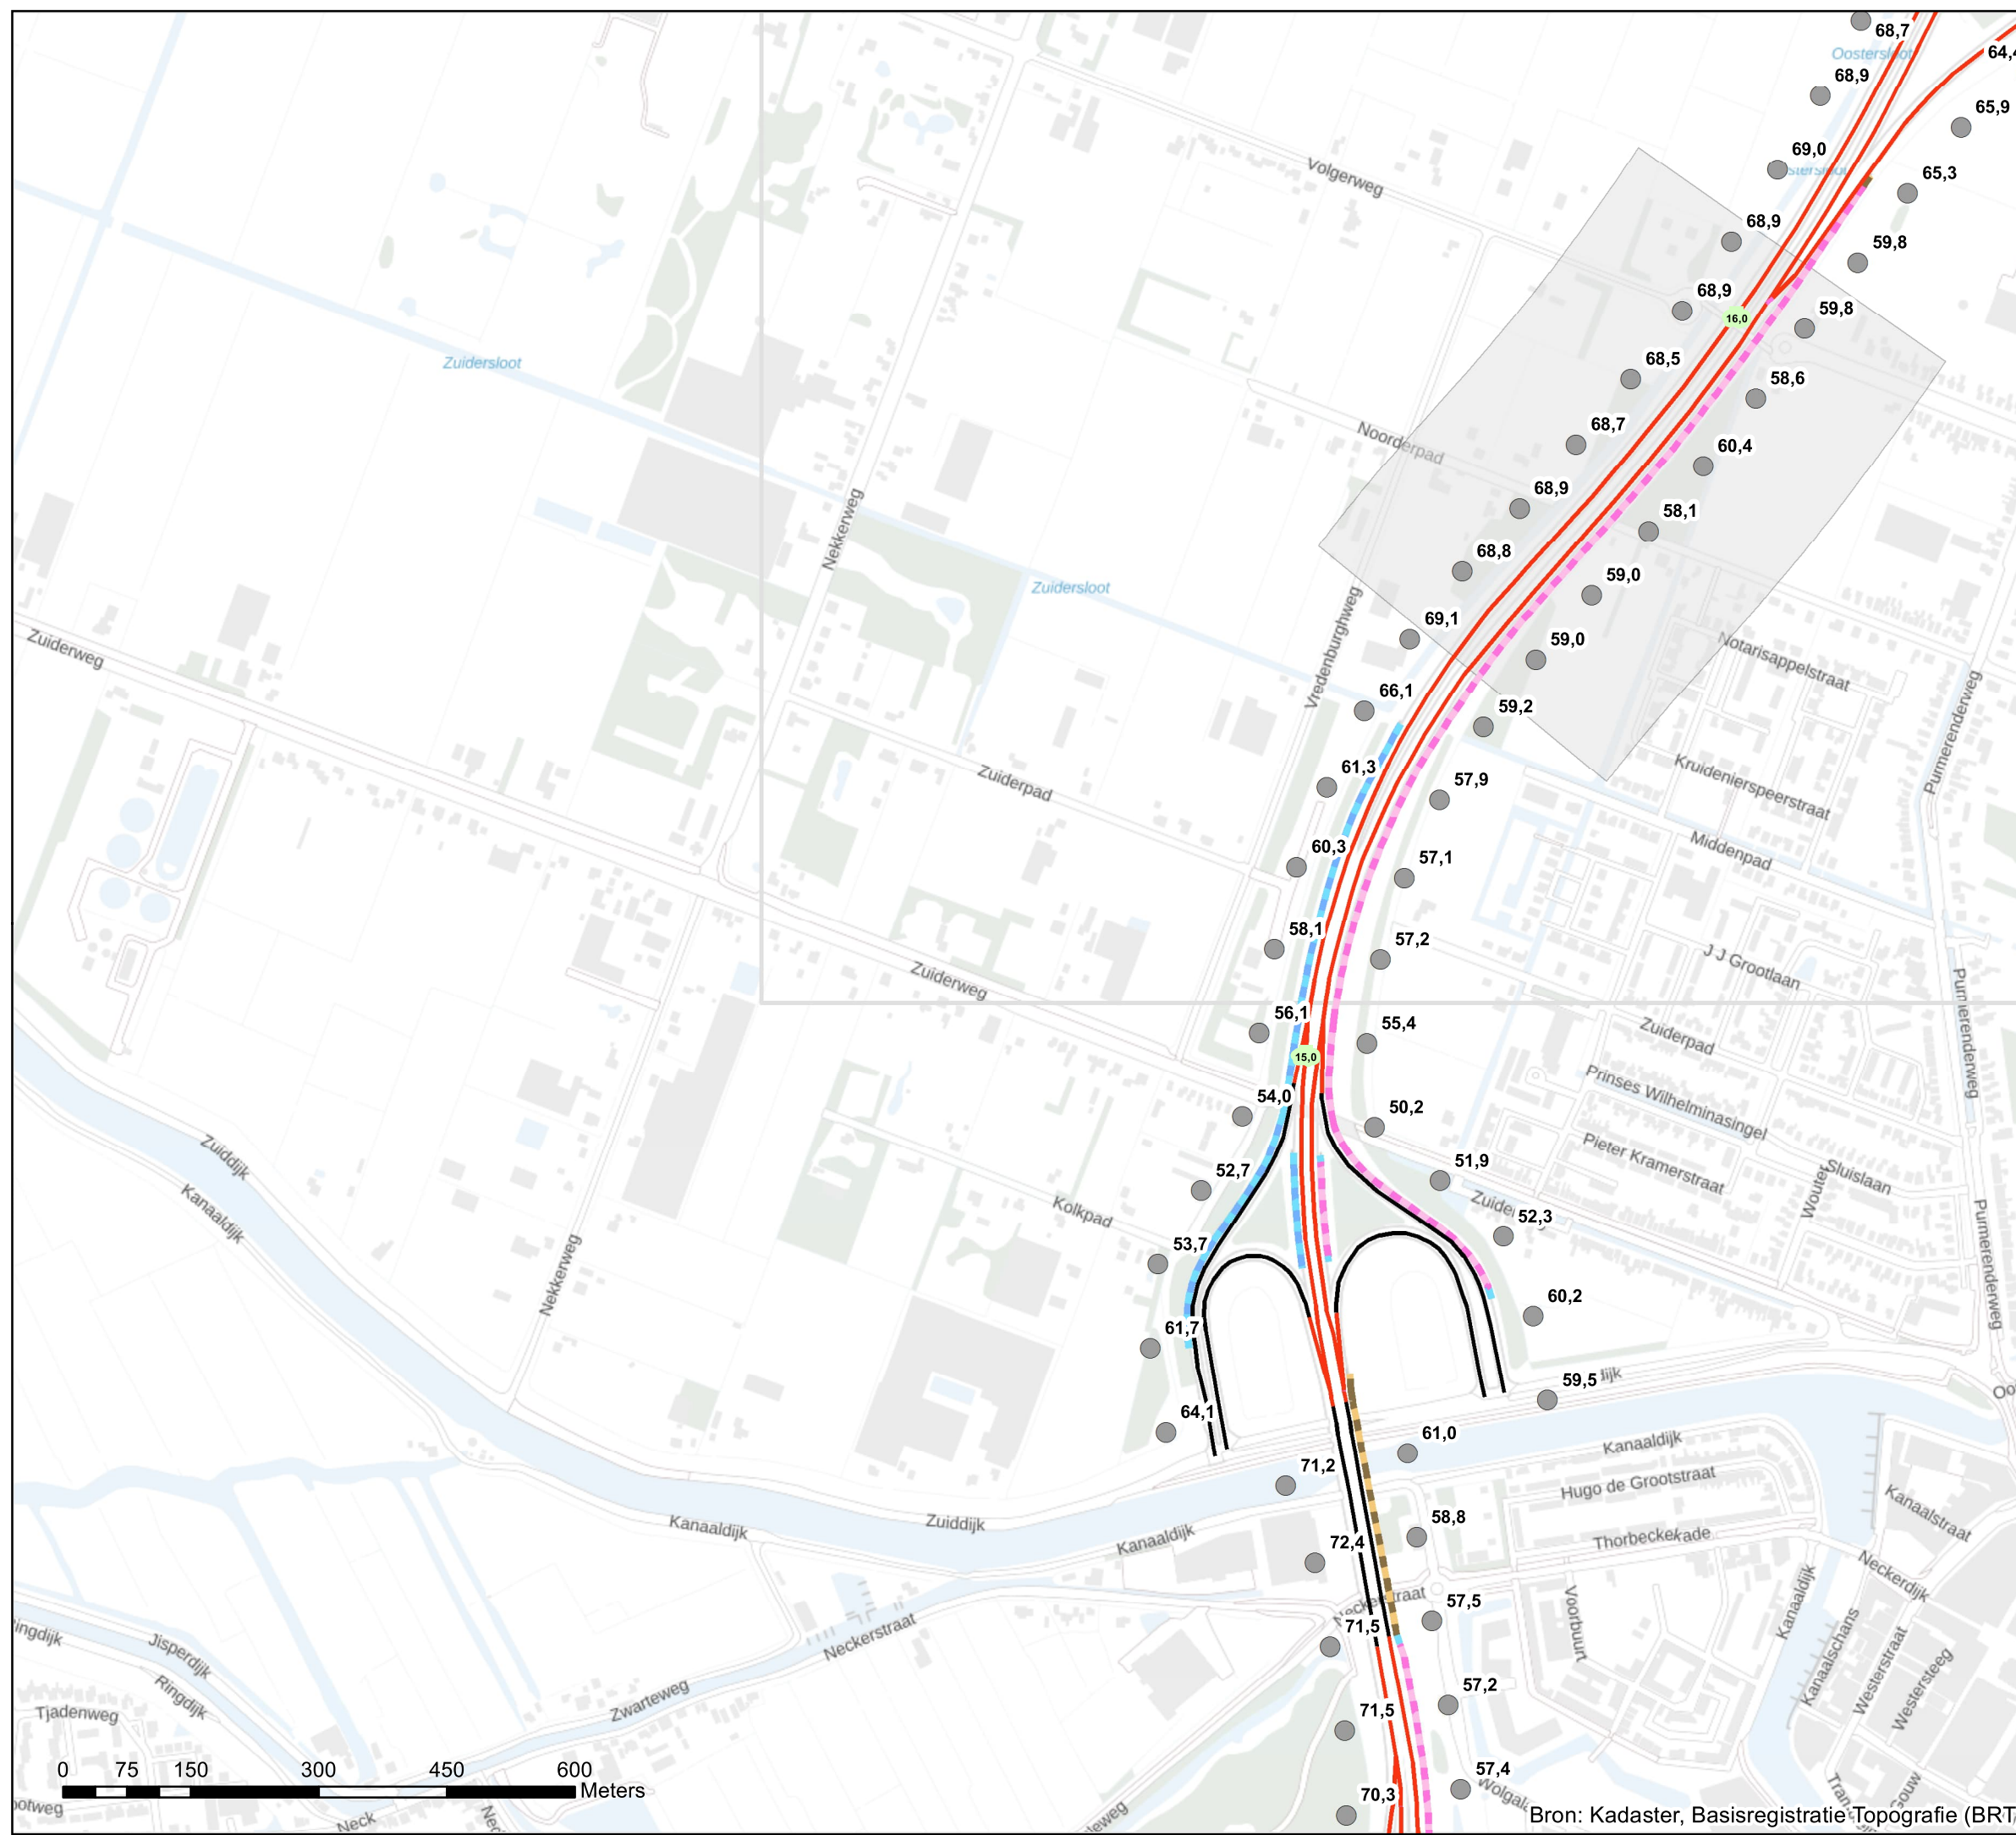 68,7
Oostersloot
64,4
68,9
65,9
69,0
Volgerweg
65,3
68,9
59,8
68,9
16,0
59,8
68,5
Zuidersloot
58,6
68,7
Noorderpad
60,4
68,9
58,1
Nekkerweg
68,8
59,0
Zuidersloot
69,1
59,0
Vredenburghweg
Zuiderweg
Notarisappelstraat
66,1
59,2
Purmerenderweg
61,3
57,9
Zuiderpad
Kruidenierspeerstraat
60,3
57,1
Middenpad
58,1
57,2
J J Grootlaan
Zuiderweg
56,1
55,4
Purmerenderweg
Zuiderpad
15,0
54,0
50,2
Prinses Wilhelminasingel
Zuiddijk
Pieter Kramerstraat
52,7
51,9
Sluislaan
Wouter
Kanaaldijk
Kolkpad
52,3
53,7
Nekkerweg
Purmerenderweg
60,2
61,7
59,5
64,1
61,0
Kanaaldijk
71,2
Hugo de Grootstraat
Kanaalstraat
Kanaaldijk
Zuiddijk
Kanaaldijk
58,8
72,4
Thorbeckekade
Neckerdijk
Neckerstraat
57,5
Voorbuurt
Kanaaldijk
71,5
Neckerstraat
Kanaalschans
Westerstraat
Westersteeg
Jisperdijk
Ringdijk
Zwarteweg
57,2
71,5
Tjadenweg
57,4
70,3
0 75 150 300 450 600
Meters
Neck
Bron: Kadaster, Basisregistratie Topografie (BRT